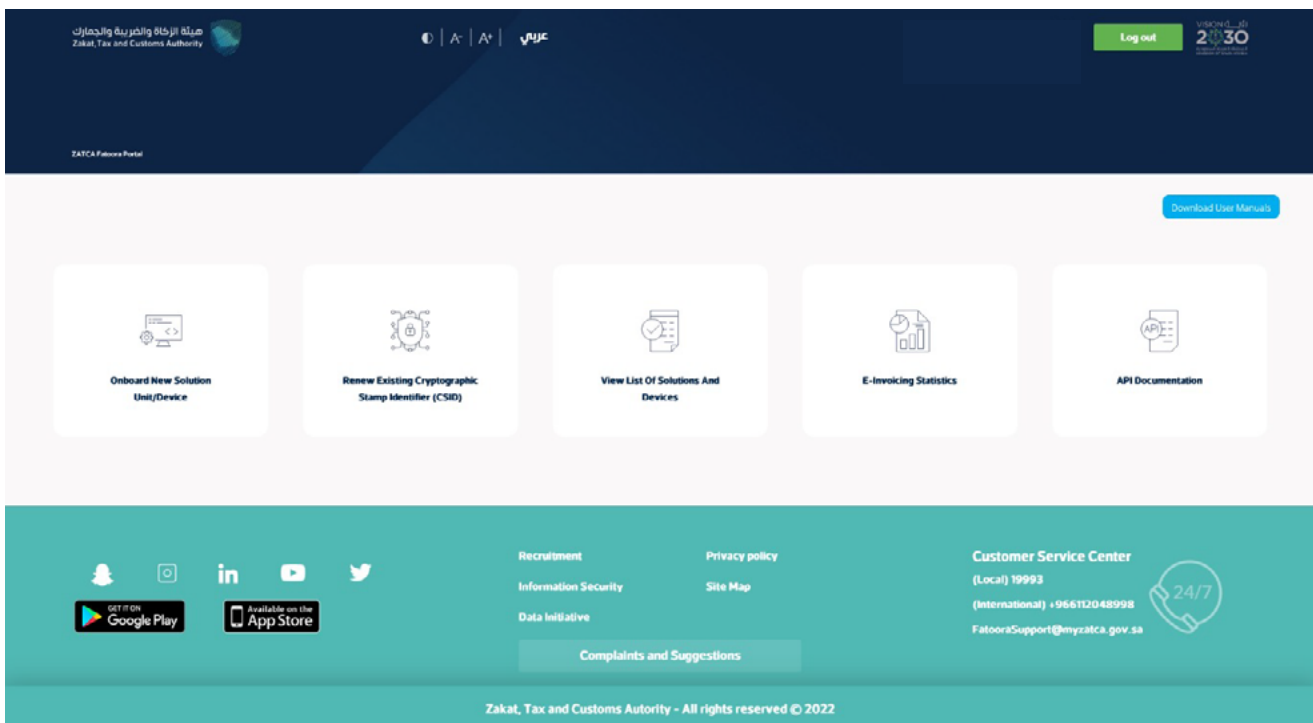 هيئة الزكاة والضريبة والجمارك
Zakat, Tax and Customs Authority
A-
A+
عربي
Log out
VISION رؤيــة
2030
ZATCA Fatoora Portal
Download User Manuals
Onboard New Solution
Unit/Device
Renew Existing Cryptographic
Stamp Identifier (CSID)
View List Of Solutions And
Devices
E-Invoicing Statistics
API
API Documentation
Recruitment
Privacy policy
Information Security
Site Map
Data Initiative
Complaints and Suggestions
in
GET IT ON
Google Play
Available on the
App Store
Customer Service Center
(Local) 19993
(International) +966112048998
FatooraSupport@myzatca.gov.sa
24/7
Zakat, Tax and Customs Autority - All rights reserved © 2022